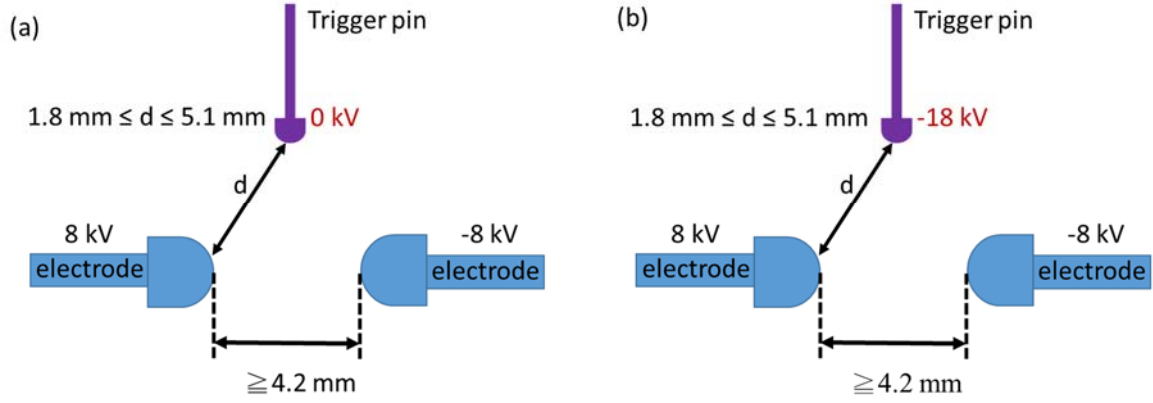 (a)
Trigger pin
1.8 mm ≤ d ≤ 5.1 mm
0 kV
d
8 kV
-8 kV
electrode
electrode
≧4.2 mm
(b)
Trigger pin
1.8 mm ≤ d ≤ 5.1 mm
-18 kV
d
8 kV
-8 kV
electrode
electrode
≧4.2 mm